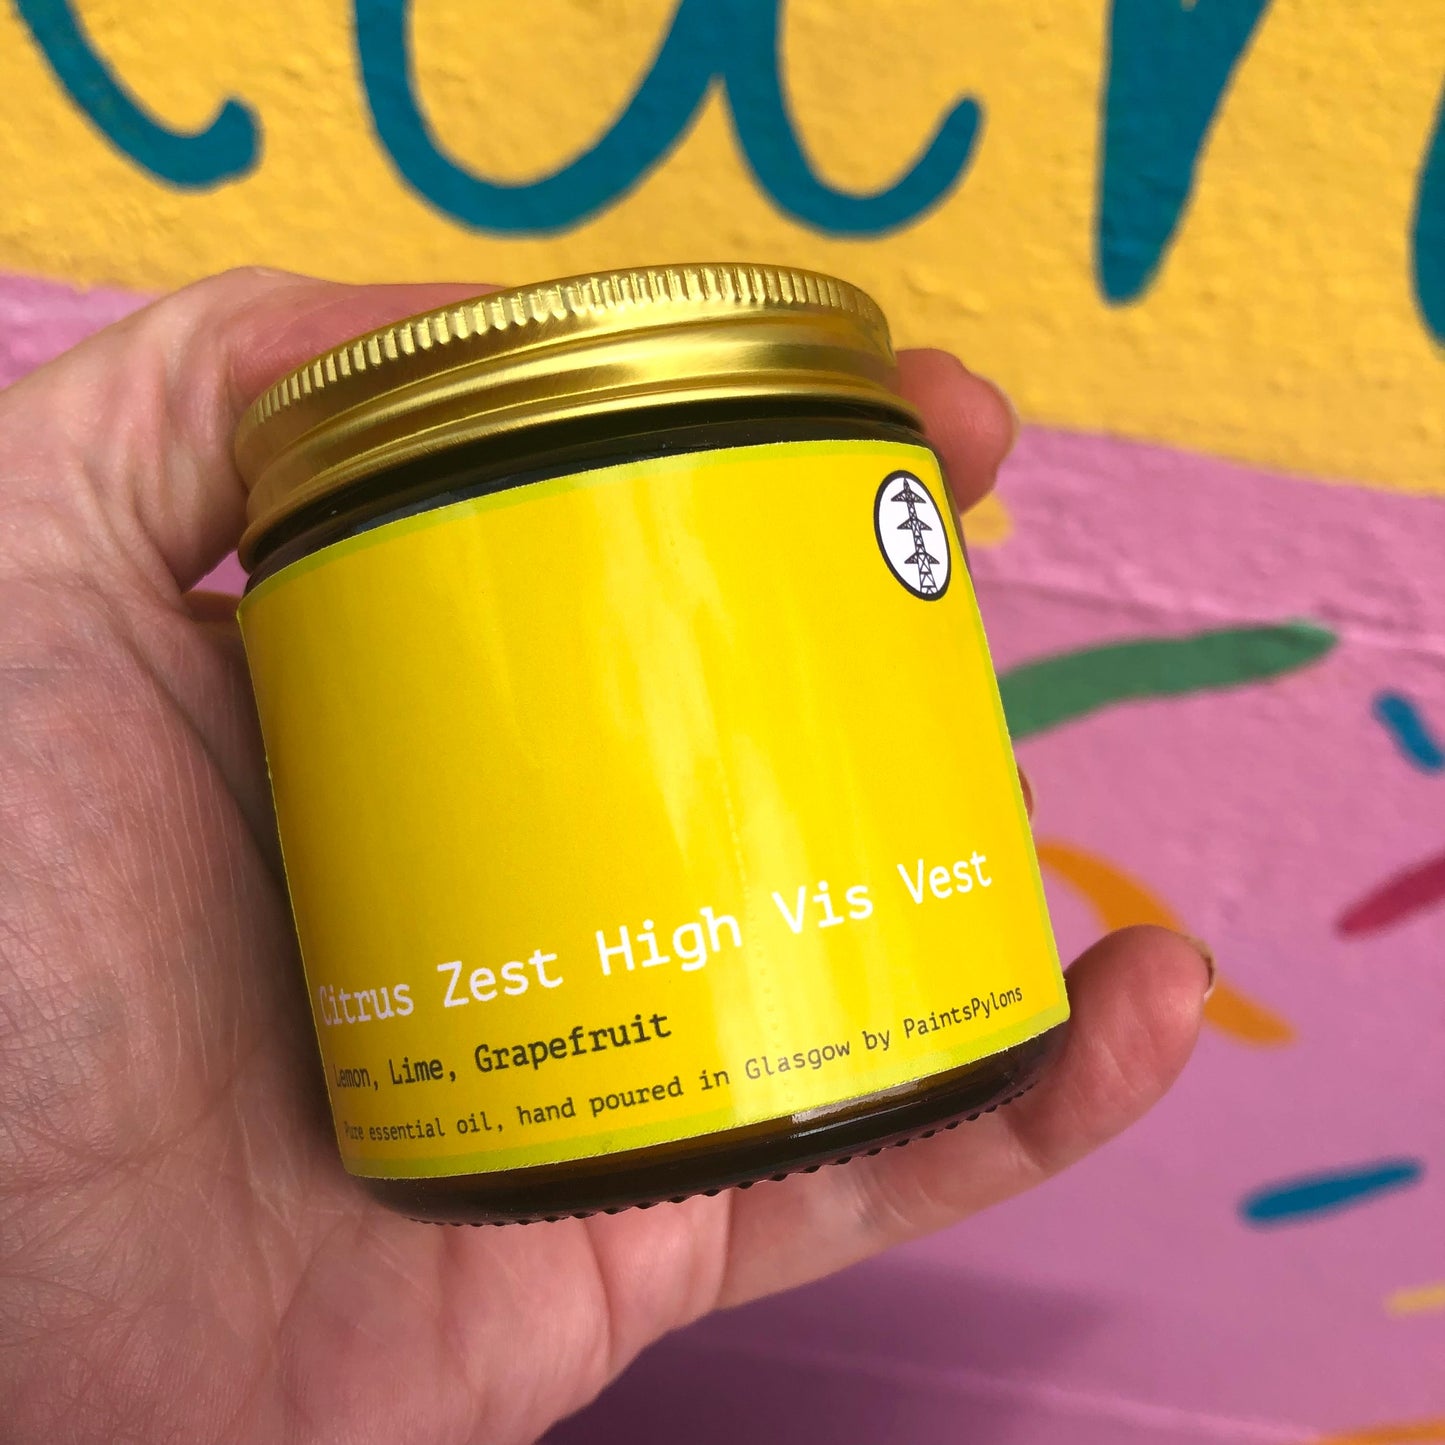 Citrus Zest High Vis Vest
Lemon, Lime, Grapefruit
Pure essential oil, hand poured in Glasgow by PaintsPylons